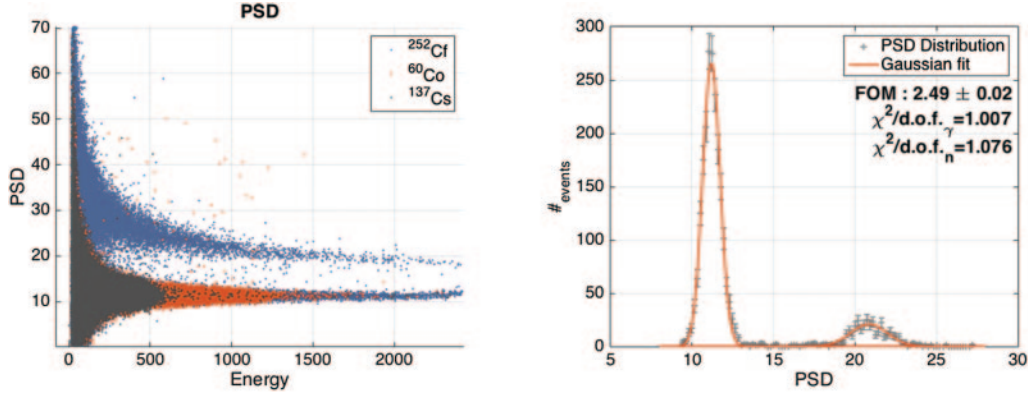 PSD
70
60
50
40
30
20
10
PSD
0
500
1000
1500
2000
Energy
²⁵²Cf
⁶⁰Co
¹³⁷Cs
300
250
200
150
100
50
0
#events
5
10
15
20
25
30
PSD
PSD Distribution
Gaussian fit
FOM : 2.49 ± 0.02
χ²/d.o.f.γ=1.007
χ²/d.o.f.n=1.076